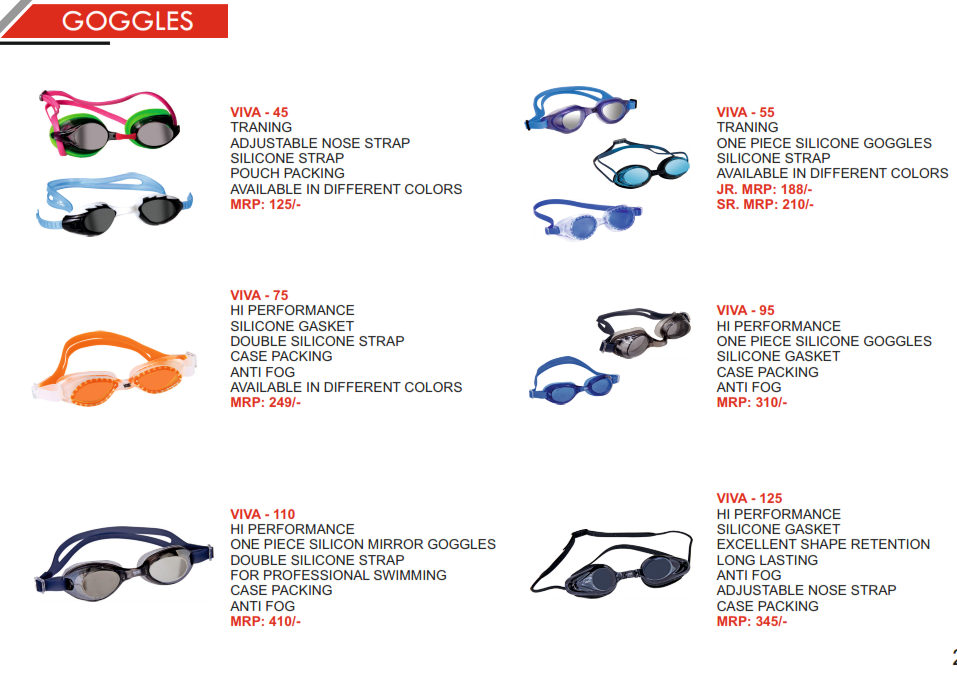 GOGGLES
VIVA - 45
TRANING
ADJUSTABLE NOSE STRAP
SILICONE STRAP
POUCH PACKING
AVAILABLE IN DIFFERENT COLORS
MRP: 125/-
VIVA - 55
TRANING
ONE PIECE SILICONE GOGGLES
SILICONE STRAP
AVAILABLE IN DIFFERENT COLORS
JR. MRP: 188/-
SR. MRP: 210/-
VIVA - 75
HI PERFORMANCE
SILICONE GASKET
DOUBLE SILICONE STRAP
CASE PACKING
ANTI FOG
AVAILABLE IN DIFFERENT COLORS
MRP: 249/-
VIVA - 95
HI PERFORMANCE
ONE PIECE SILICONE GOGGLES
SILICONE GASKET
CASE PACKING
ANTI FOG
MRP: 310/-
VIVA - 110
HI PERFORMANCE
ONE PIECE SILICON MIRROR GOGGLES
DOUBLE SILICONE STRAP
FOR PROFESSIONAL SWIMMING
CASE PACKING
ANTI FOG
MRP: 410/-
VIVA - 125
HI PERFORMANCE
SILICONE GASKET
EXCELLENT SHAPE RETENTION
LONG LASTING
ANTI FOG
ADJUSTABLE NOSE STRAP
CASE PACKING
MRP: 345/-